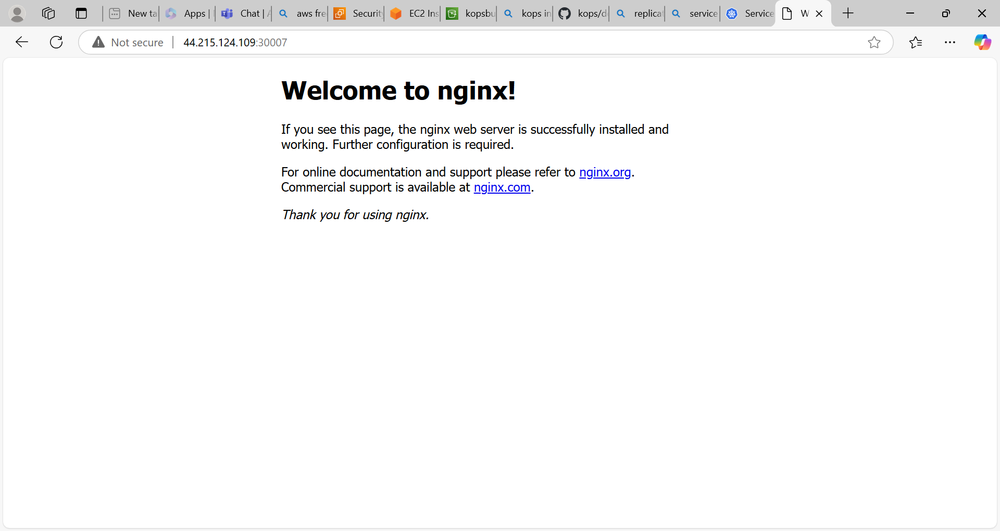 New ta
Apps |
Chat | A
aws fre
Security
EC2 Ins
kopsbu
kops in
kops/d
replicat
service
Service
W
Not secure
44.215.124.109:30007
Welcome to nginx!
If you see this page, the nginx web server is successfully installed and
working. Further configuration is required.
For online documentation and support please refer to nginx.org.
Commercial support is available at nginx.com.
Thank you for using nginx.